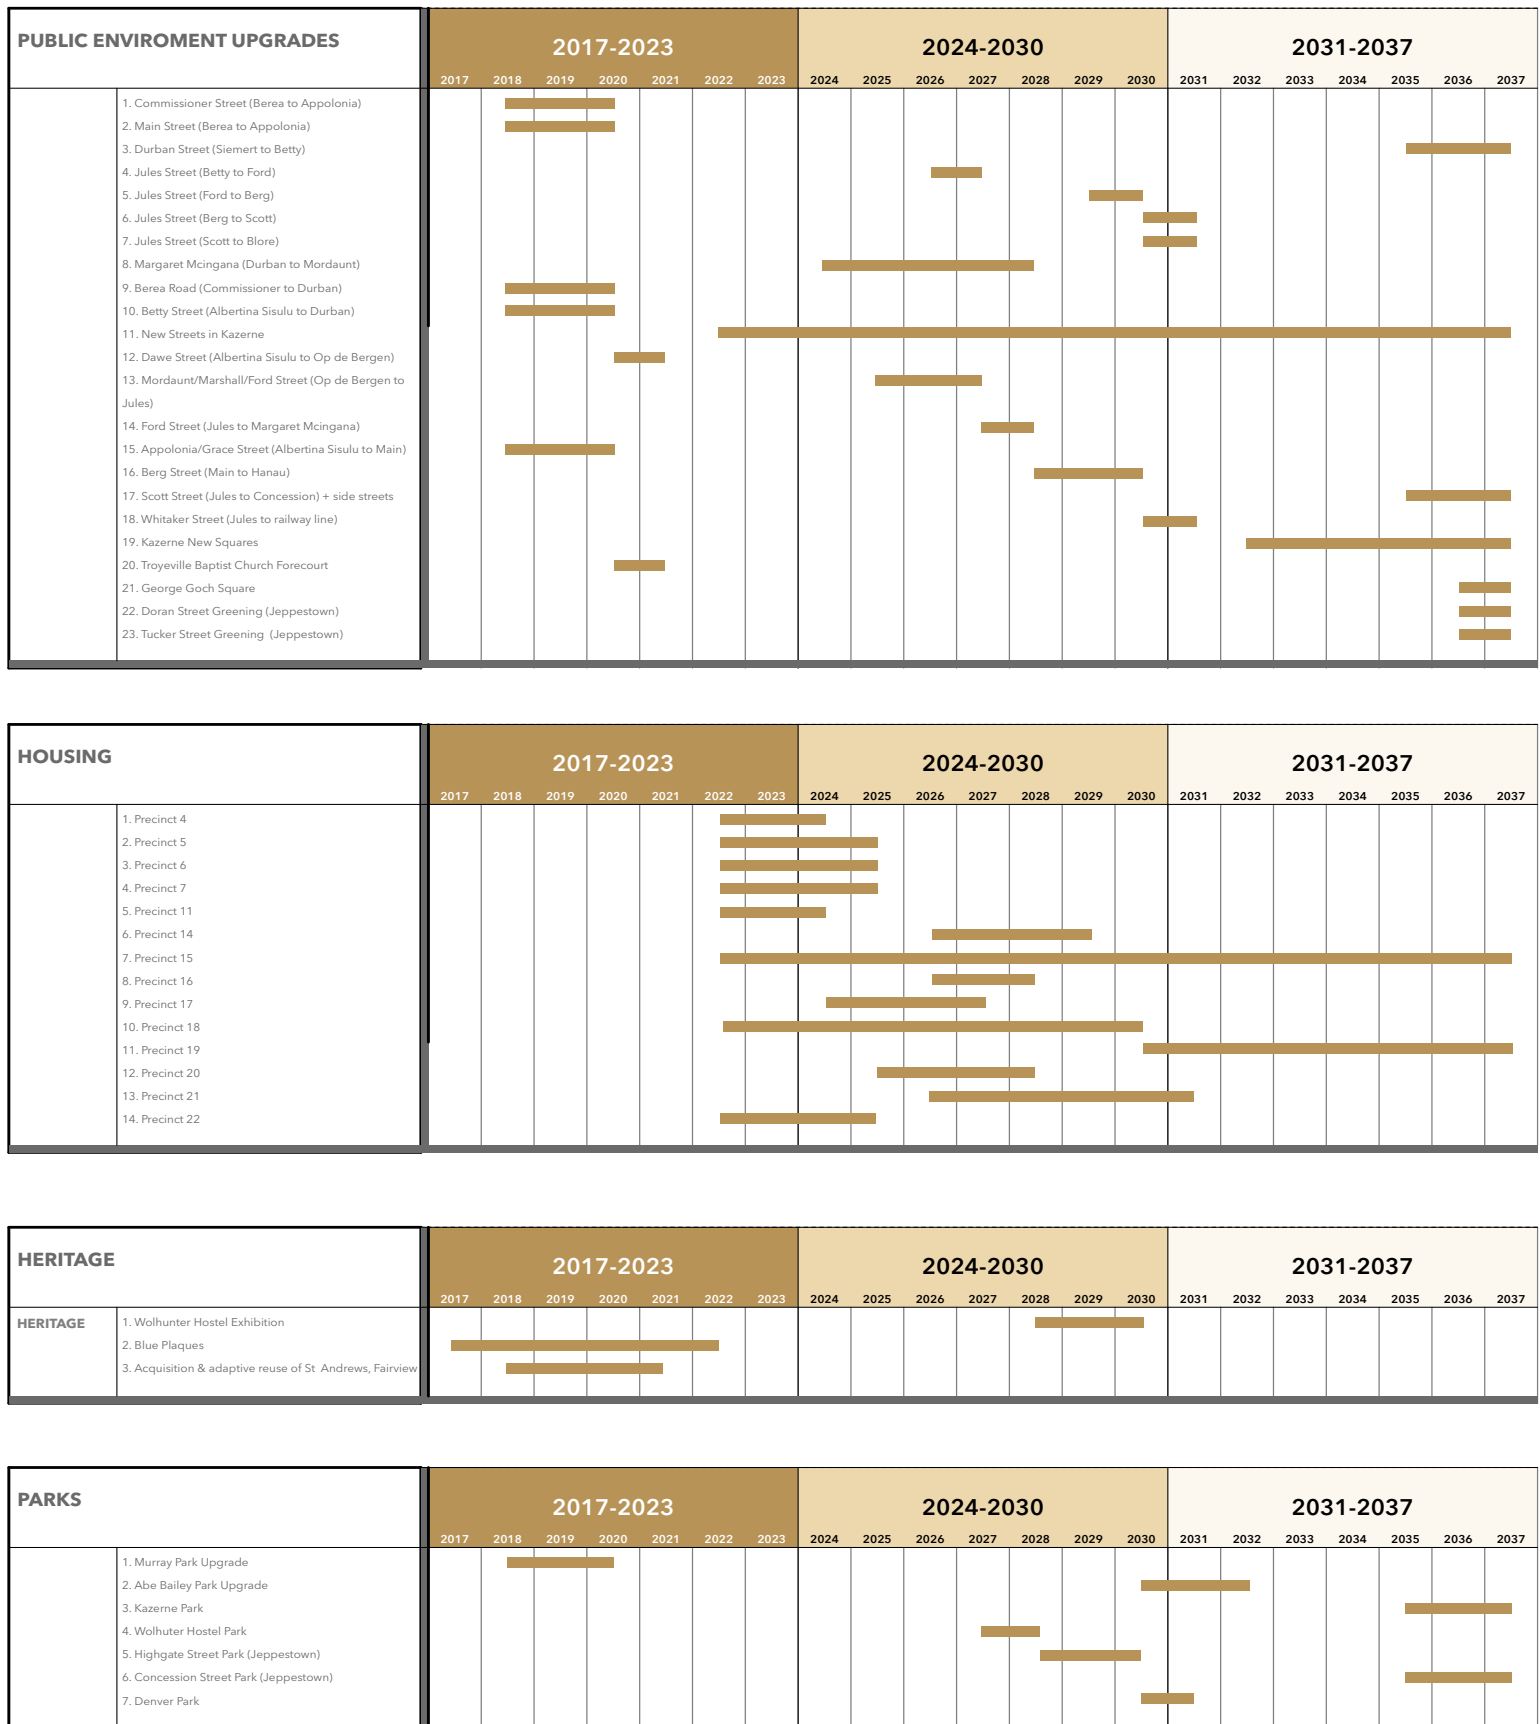 PUBLIC ENVIROMENT UPGRADES
2017-2023 2024-2030 2031-2037
2017 2018 2019 2020 2021 2022 2023 2024 2025 2026 2027 2028 2029 2030 2031 2032 2033 2034 2035 2036 2037
1. Commissioner Street (Berea to Appolonia)
2. Main Street (Berea to Appolonia)
3. Durban Street (Siemert to Betty)
4. Jules Street (Betty to Ford)
5. Jules Street (Ford to Berg)
6. Jules Street (Berg to Scott)
7. Jules Street (Scott to Blore)
8. Margaret Mcingana (Durban to Mordaunt)
9. Berea Road (Commissioner to Durban)
10. Betty Street (Albertina Sisulu to Durban)
11. New Streets in Kazerne
12. Dawe Street (Albertina Sisulu to Op de Bergen)
13. Mordaunt/Marshall/Ford Street (Op de Bergen to
Jules)
14. Ford Street (Jules to Margaret Mcingana)
15. Appolonia/Grace Street (Albertina Sisulu to Main)
16. Berg Street (Main to Hanau)
17. Scott Street (Jules to Concession) + side streets
18. Whitaker Street (Jules to railway line)
19. Kazerne New Squares
20. Troyeville Baptist Church Forecourt
21. George Goch Square
22. Doran Street Greening (Jeppestown)
23. Tucker Street Greening (Jeppestown)
HOUSING
2017-2023 2024-2030 2031-2037
2017 2018 2019 2020 2021 2022 2023 2024 2025 2026 2027 2028 2029 2030 2031 2032 2033 2034 2035 2036 2037
1. Precinct 4
2. Precinct 5
3. Precinct 6
4. Precinct 7
5. Precinct 11
6. Precinct 14
7. Precinct 15
8. Precinct 16
9. Precinct 17
10. Precinct 18
11. Precinct 19
12. Precinct 20
13. Precinct 21
14. Precinct 22
HERITAGE
2017-2023 2024-2030 2031-2037
2017 2018 2019 2020 2021 2022 2023 2024 2025 2026 2027 2028 2029 2030 2031 2032 2033 2034 2035 2036 2037
HERITAGE 1. Wolhunter Hostel Exhibition
2. Blue Plaques
3. Acquisition & adaptive reuse of St Andrews, Fairview
PARKS
2017-2023 2024-2030 2031-2037
2017 2018 2019 2020 2021 2022 2023 2024 2025 2026 2027 2028 2029 2030 2031 2032 2033 2034 2035 2036 2037
1. Murray Park Upgrade
2. Abe Bailey Park Upgrade
3. Kazerne Park
4. Wolhuter Hostel Park
5. Highgate Street Park (Jeppestown)
6. Concession Street Park (Jeppestown)
7. Denver Park